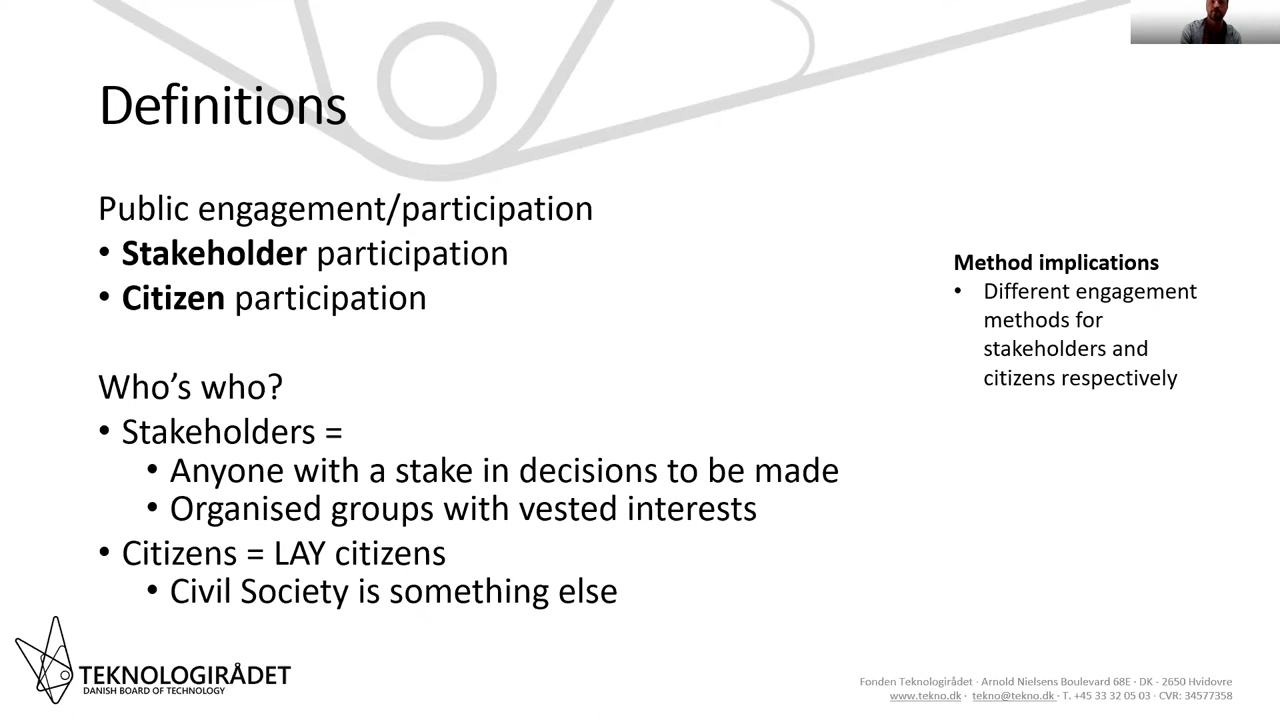 Definitions
Public engagement/participation
• Stakeholder participation
• Citizen participation
Who's who?
• Stakeholders =
• Anyone with a stake in decisions to be made
• Organised groups with vested interests
• Citizens = LAY citizens
• Civil Society is something else
Method implications
• Different engagement
methods for
stakeholders and
citizens respectively
TEKNOLOGIRÅDET
DANISH BOARD OF TECHNOLOGY
Fonden Teknologirådet · Arnold Nielsens Boulevard 68E · DK - 2650 Hvidovre
www.tekno.dk · tekno@tekno.dk · T. +45 33 32 05 03 · CVR: 34577358